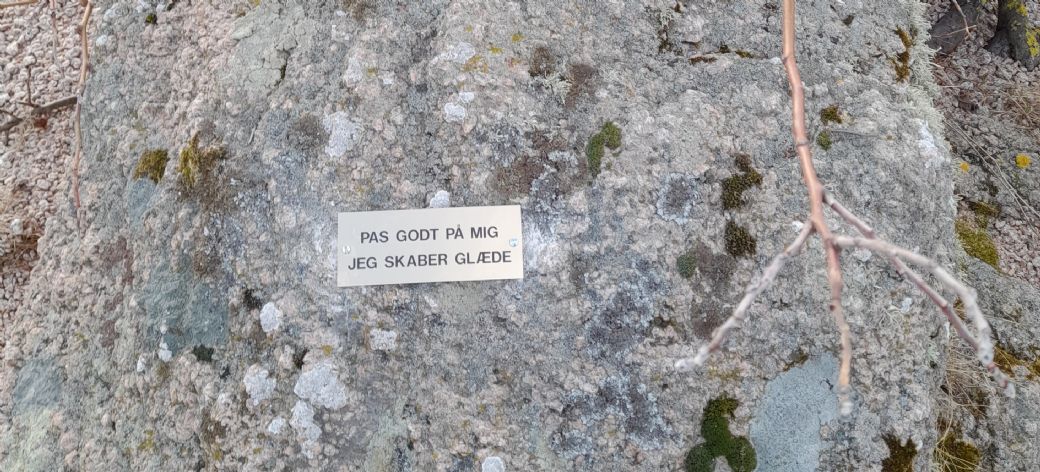 PAS GODT PÅ MIG
JEG SKABER GLÆDE